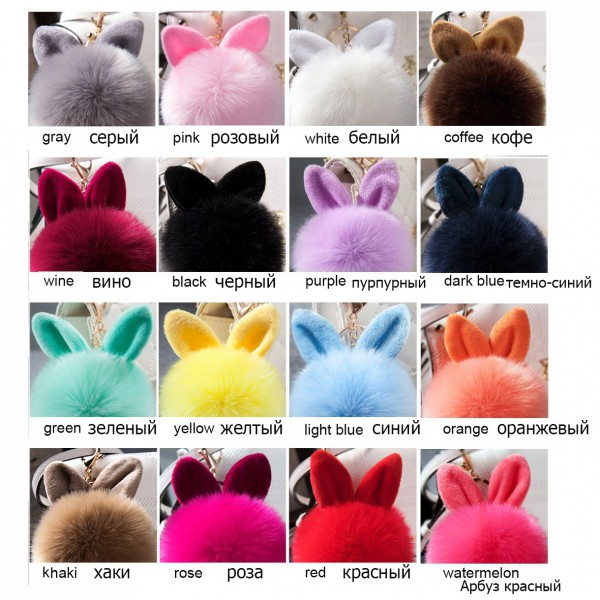 gray серый
pink розовый
white белый
coffee кофе
wine вино
black черный
purple пурпурный
dark blue темно-синий
green зеленый
yellow желтый
light blue синий
orange оранжевый
khaki хаки
rose роза
red красный
watermelon
Арбуз красный